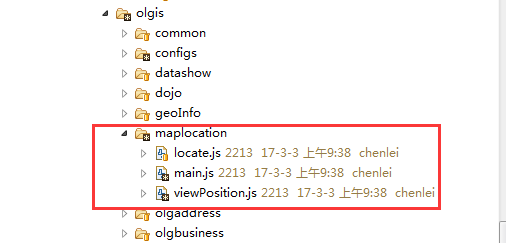 olgis
common
configs
datashow
dojo
geoInfo
maplocation
locate.js 2213 17-3-3 上午9:38 chenlei
main.js 2213 17-3-3 上午9:38 chenlei
viewPosition.js 2213 17-3-3 上午9:38 chenlei
olgaddress
olgbusiness